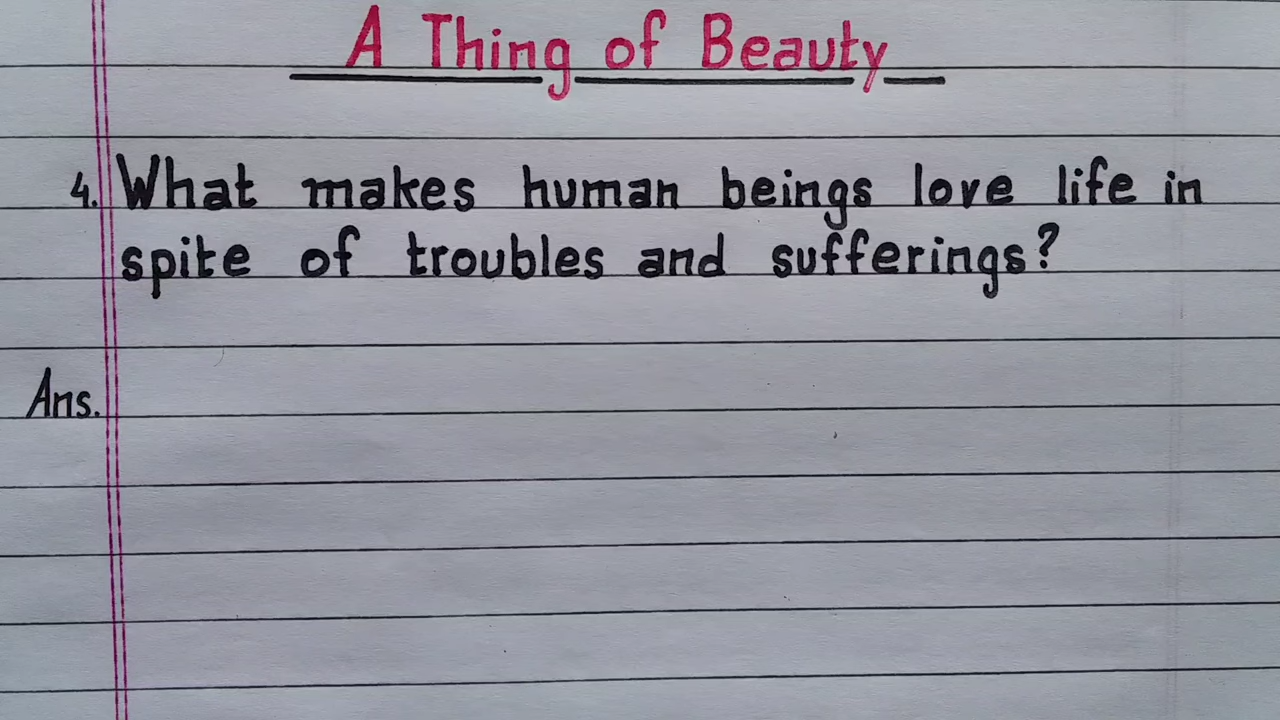 A Thing of Beauty
4. What makes human beings love life in
spite of troubles and sufferings?
Ans.